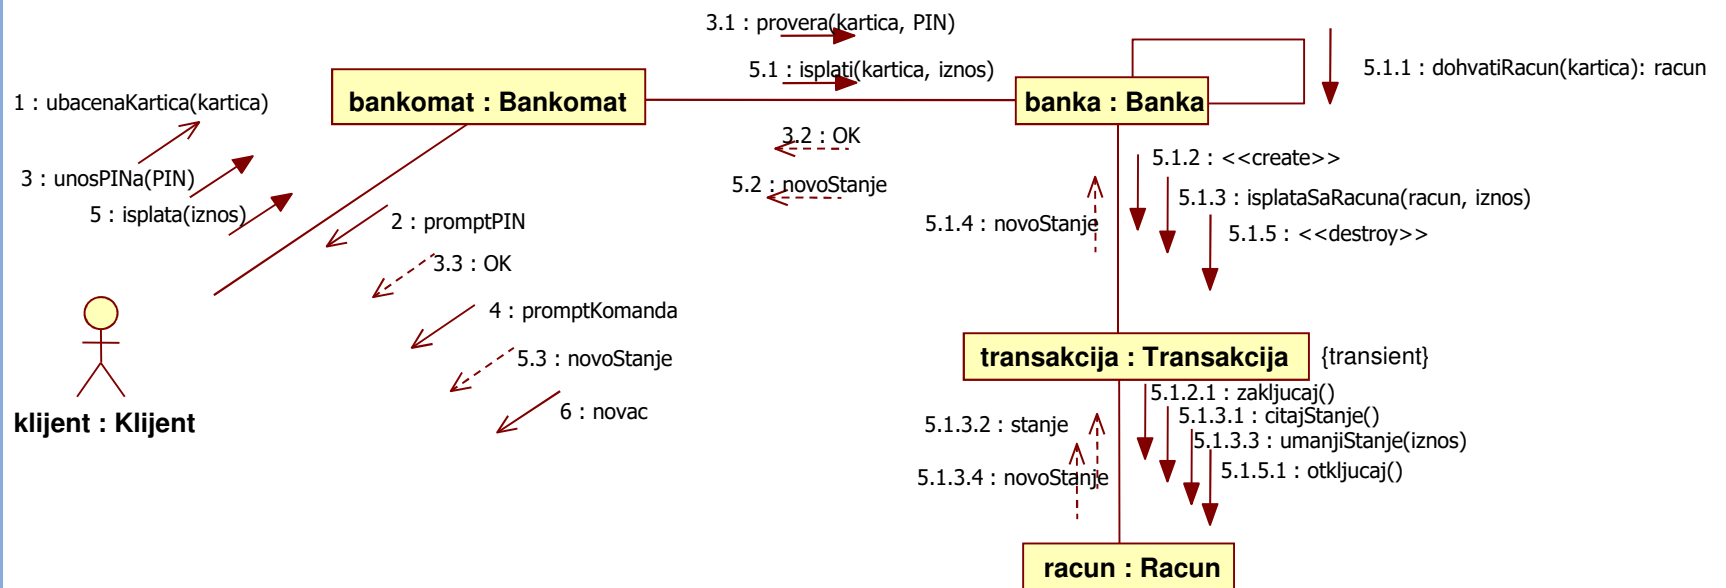 3.1 : provera(kartica, PIN)
5.1 : isplati(kartica, iznos)
5.1.1 : dohvatiRacun(kartica): racun
1 : ubacenaKartica(kartica)
bankomat : Bankomat
banka : Banka
3.2 : OK
5.1.2 : <<create>>
3 : unosPINa(PIN)
5.2 : novoStanje
5.1.3 : isplataSaRacuna(racun, iznos)
5 : isplata(iznos)
2 : promptPIN
5.1.4 : novoStanje
5.1.5 : <<destroy>>
3.3 : OK
4 : promptKomanda
5.3 : novoStanje
transakcija : Transakcija {transient}
6 : novac
5.1.2.1 : zakljucaj()
klijent : Klijent
5.1.3.2 : stanje
5.1.3.1 : citajStanje()
5.1.3.3 : umanjiStanje(iznos)
5.1.3.4 : novoStanje
5.1.5.1 : otkljucaj()
racun : Racun